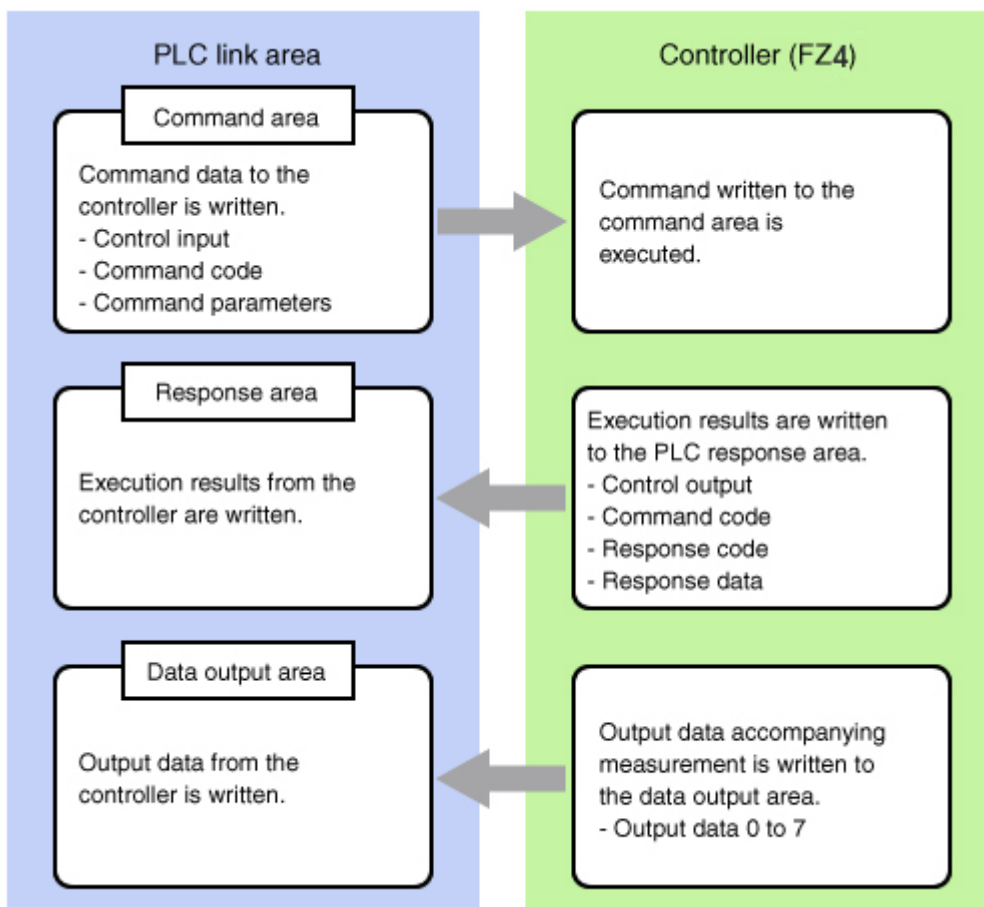 PLC link area
Command area
Command data to the
controller is written.
- Control input
- Command code
- Command parameters
Response area
Execution results from the
controller are written.
Data output area
Output data from the
controller is written.
Controller (FZ4)
Command written to the
command area is
executed.
Execution results are written
to the PLC response area.
- Control output
- Command code
- Response code
- Response data
Output data accompanying
measurement is written to
the data output area.
- Output data 0 to 7